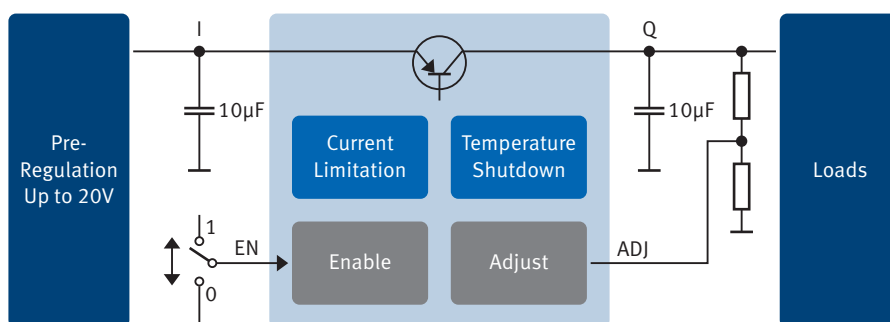 I
Q
Pre-
Regulation
Up to 20V
10µF
Current
Limitation
Temperature
Shutdown
10µF
Loads
1
EN
0
Enable
Adjust
ADJ